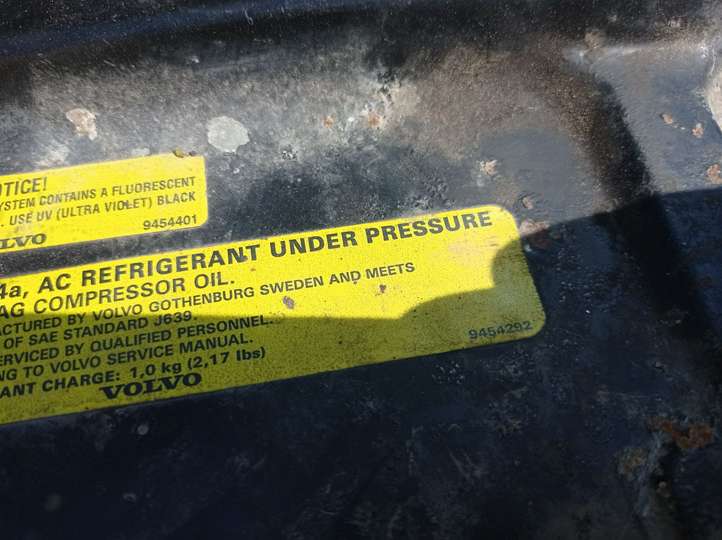 OTICE!
YSTEM CONTAINS A FLUORESCENT
. USE UV (ULTRA VIOLET) BLACK
9454401
LVO
4a, AC REFRIGERANT UNDER PRESSURE
AG COMPRESSOR OIL.
FACTURED BY VOLVO GOTHENBURG SWEDEN AND MEETS
OF SAE STANDARD J639.
ERVICED BY QUALIFIED PERSONNEL
NG TO VOLVO SERVICE MANUAL.
ANT CHARGE: 1,0 kg (2,17 lbs)
VOLVO
9454292